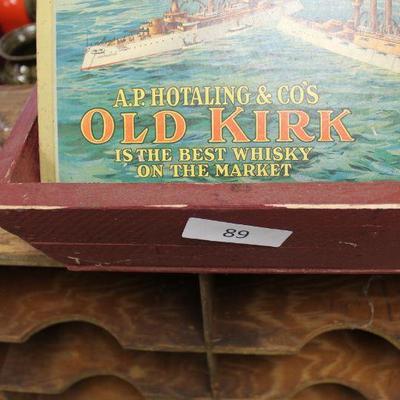 A.P. HOTALING & CO'S
OLD KIRK
IS THE BEST WHISKY
ON THE MARKET
89